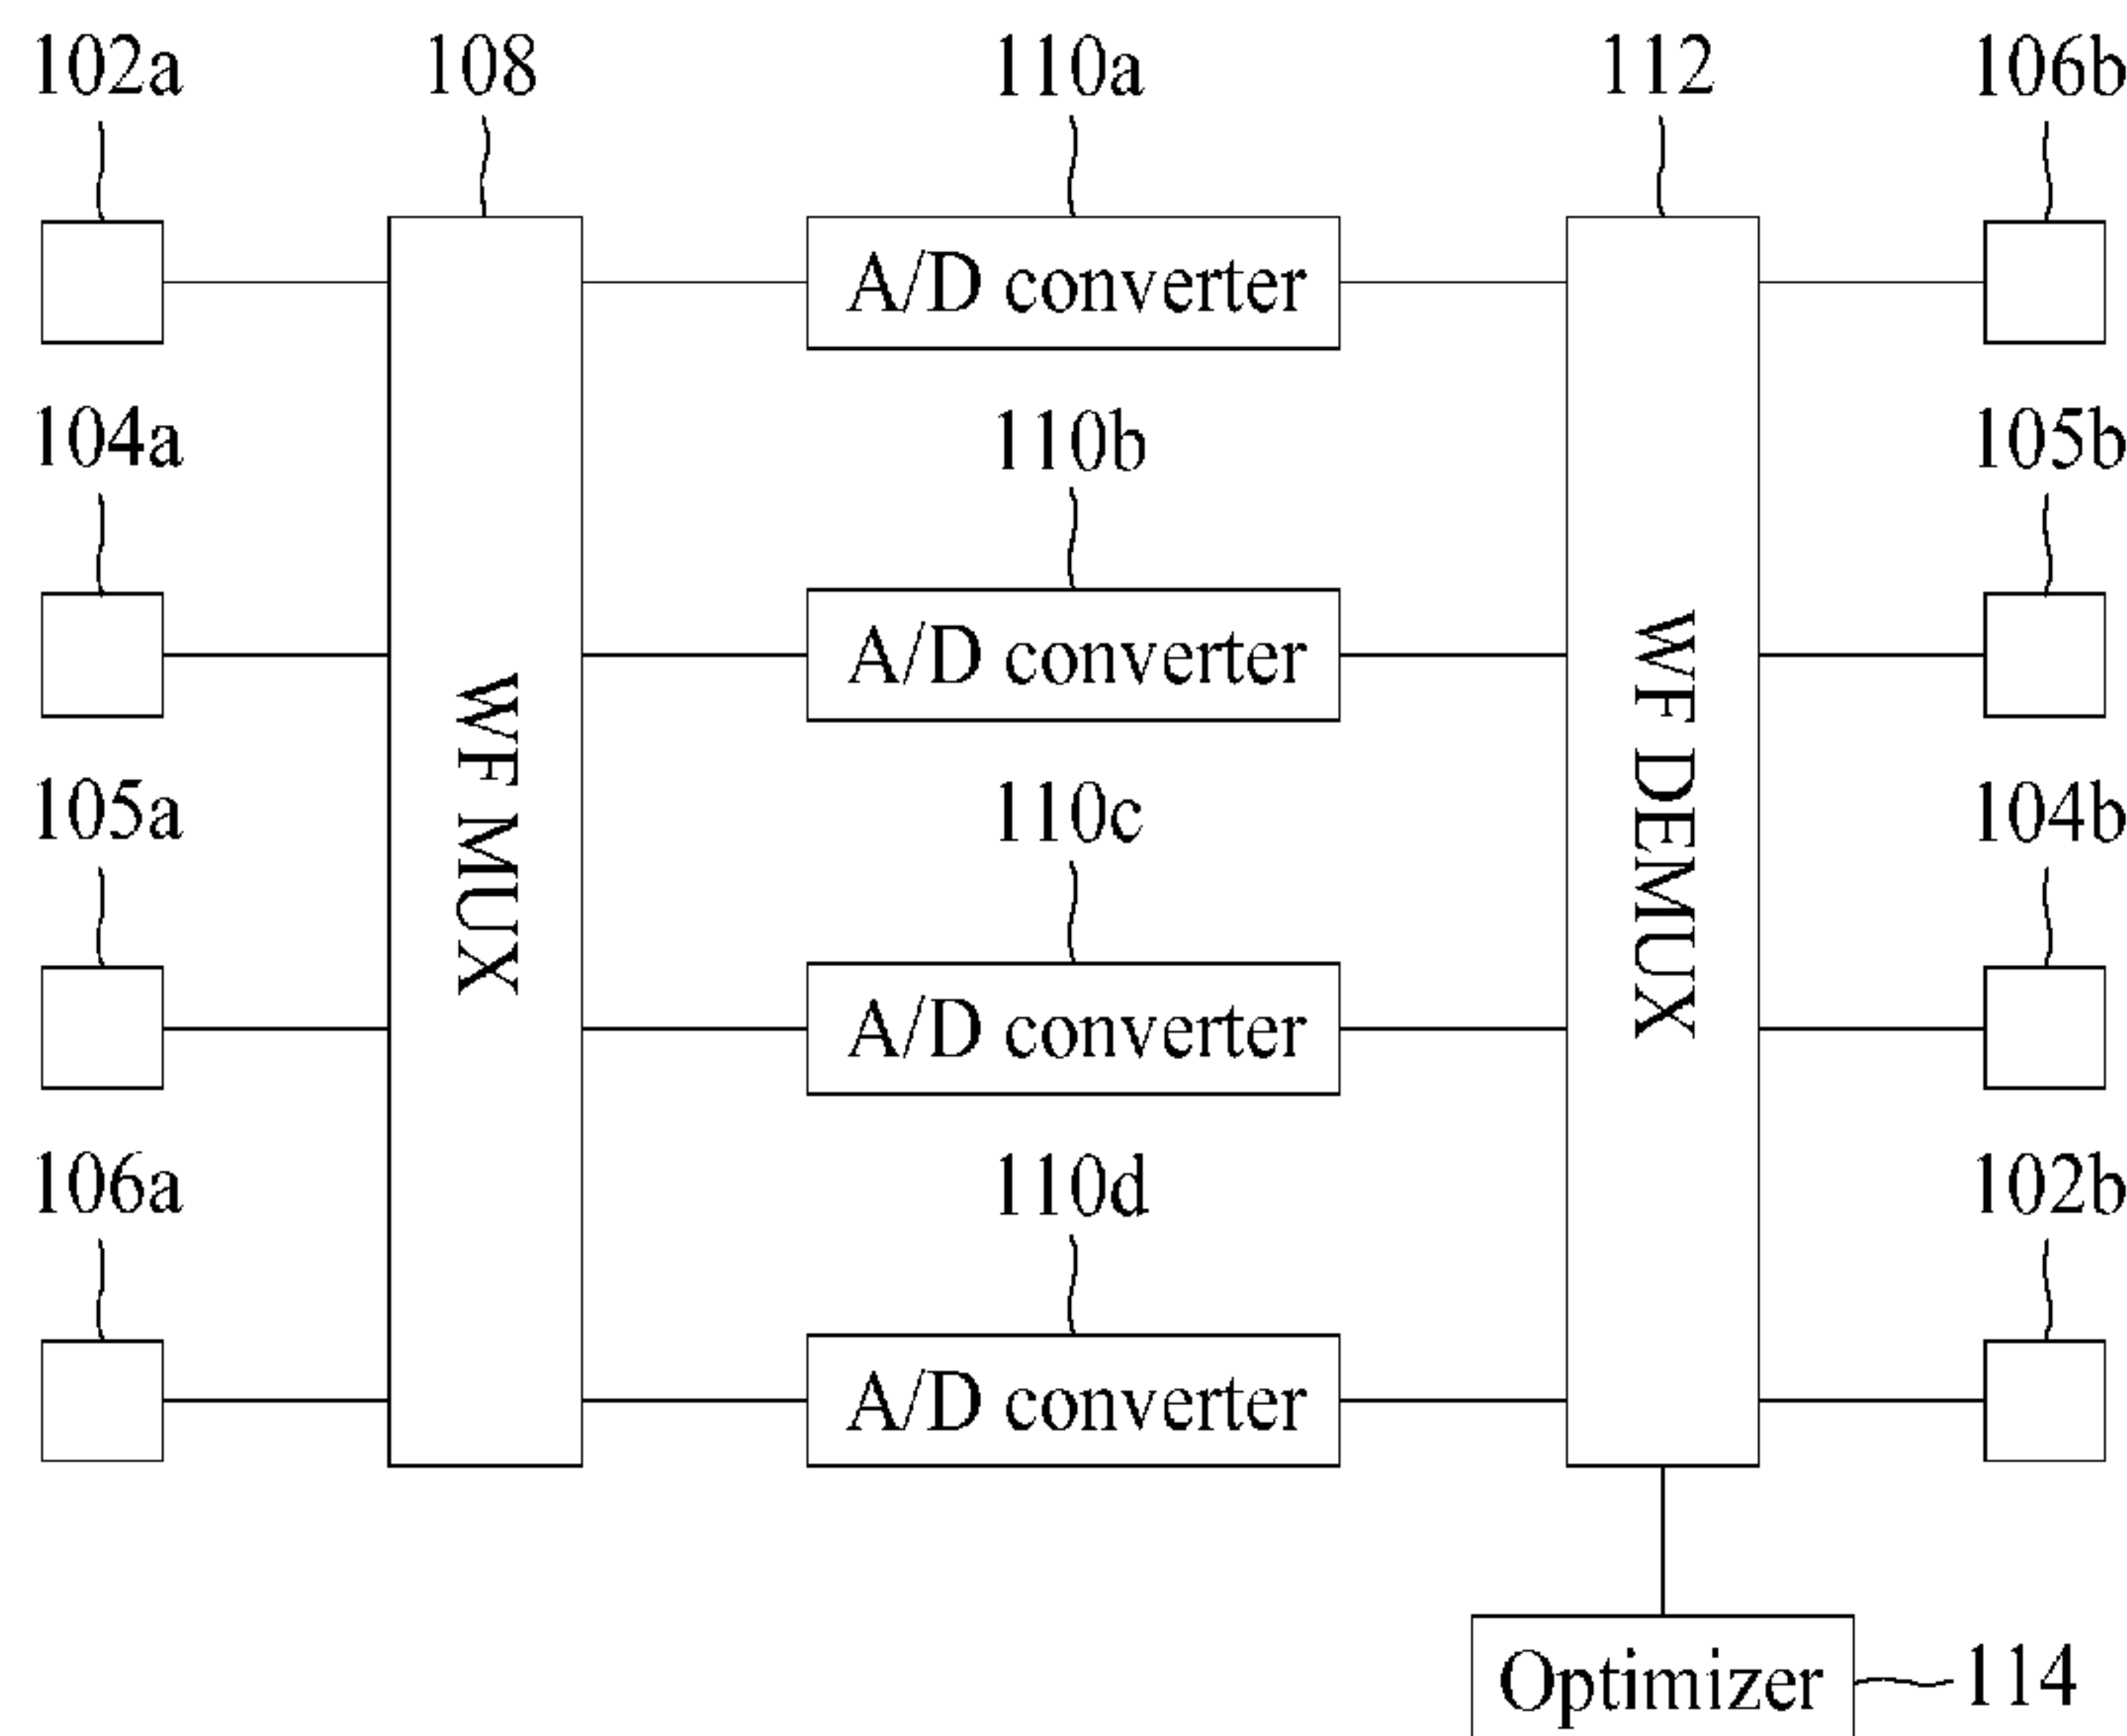 102a 108 110a 112 106b
A/D converter
104a 110b 105b
A/D converter
WF MUX
WF DEMUX
105a 110c 104b
A/D converter
106a 110d 102b
A/D converter
Optimizer 114